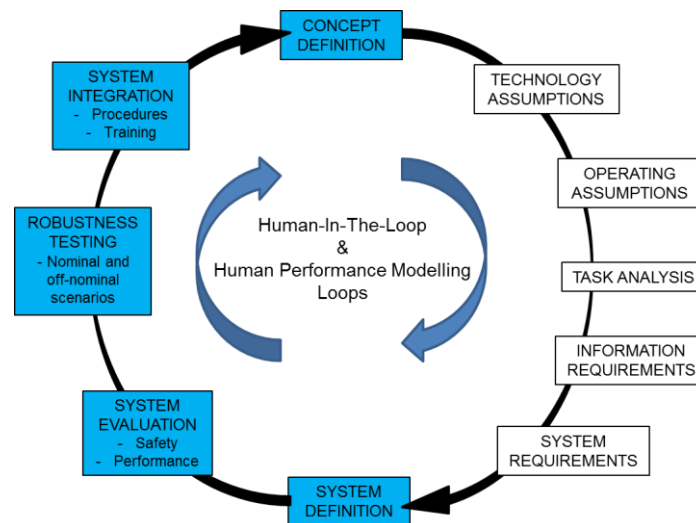 CONCEPT
DEFINITION
TECHNOLOGY
ASSUMPTIONS
OPERATING
ASSUMPTIONS
TASK ANALYSIS
INFORMATION
REQUIREMENTS
SYSTEM
REQUIREMENTS
SYSTEM
DEFINITION
SYSTEM
EVALUATION
- Safety
- Performance
ROBUSTNESS
TESTING
- Nominal and
off-nominal
scenarios
SYSTEM
INTEGRATION
- Procedures
- Training
Human-In-The-Loop
&
Human Performance Modelling
Loops